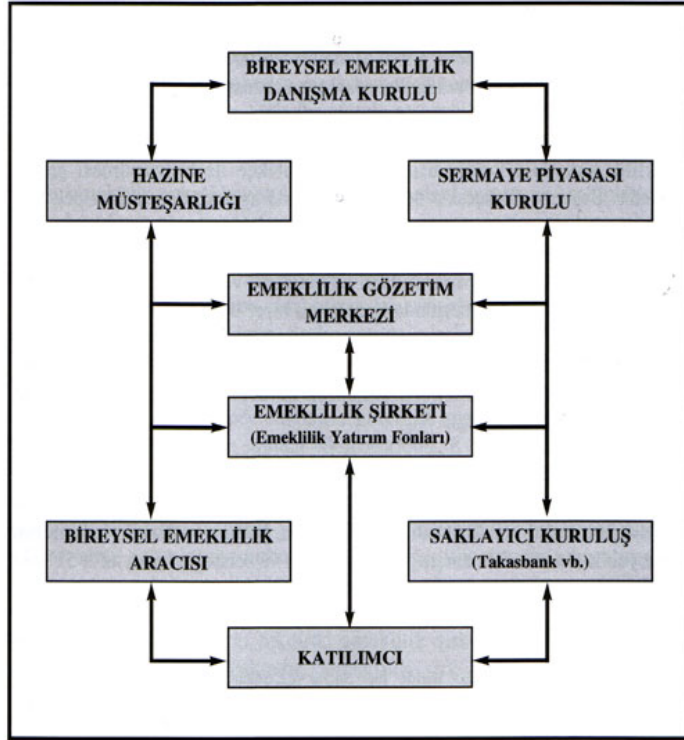 BİREYSEL EMEKLİLİK
DANIŞMA KURULU
HAZİNE
MÜSTEŞARLIĞI
SERMAYE PİYASASI
KURULU
EMEKLİLİK GÖZETİM
MERKEZİ
EMEKLİLİK ŞİRKETİ
(Emeklilik Yatırım Fonları)
BİREYSEL EMEKLİLİK
ARACISI
SAKLAYICI KURULUŞ
(Takasbank vb.)
KATILIMCI